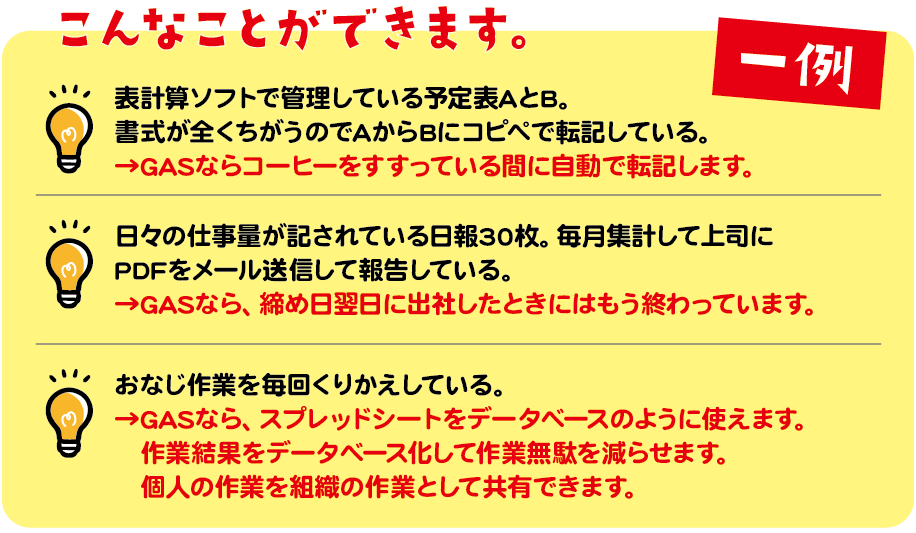 こんなことができます。
一例
表計算ソフトで管理している予定表AとB。
書式が全くちがうのでAからBにコピペで転記している。
→GASならコーヒーをすすっている間に自動で転記します。
日々の仕事量が記されている日報30枚。毎月集計して上司に
PDFをメール送信して報告している。
→GASなら、締め日翌日に出社したときにはもう終わっています。
おなじ作業を毎回くりかえしている。
→GASなら、スプレッドシートをデータベースのように使えます。
作業結果をデータベース化して作業無駄を減らせます。
個人の作業を組織の作業として共有できます。